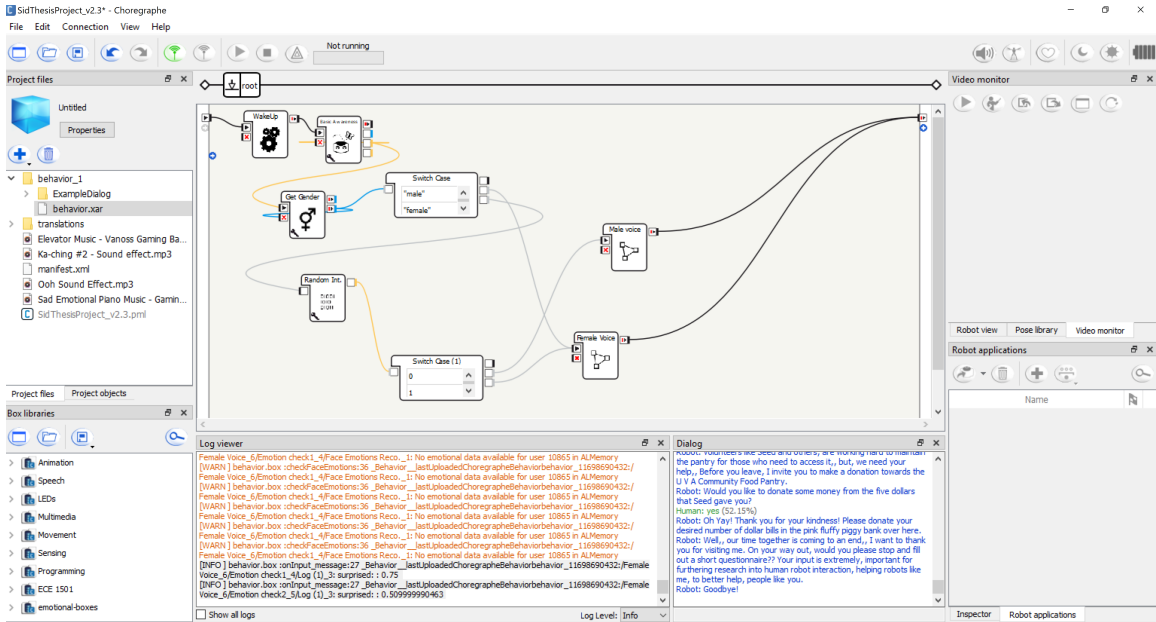 SidThesisProject_v2.3* - Choregraphe
File Edit Connection View Help
Not running
Project files
Untitled
Properties
behavior_1
ExampleDialog
behavior.xar
translations
Elevator Music - Vanoss Gaming Ba...
Ka-ching #2 - Sound effect.mp3
manifest.xml
Ooh Sound Effect.mp3
Sad Emotional Piano Music - Gamin...
SidThesisProject_v2.3.pml
Project files Project objects
Box libraries
Animation
Speech
LEDs
Multimedia
Movement
Sensing
Programming
ECE 1501
emotional-boxes
root
WakeUp
Basic Awareness
Get Gender
Switch Case
"male"
"female"
Random Int.
Switch Case (1)
0
1
Male voice
Female Voice
Log viewer
Female Voice_6/Emotion check1_4/Face Emotions Reco._1: No emotional data available for user 10865 in ALMemory
[WARN ] behavior.box :checkFaceEmotions:36 _Behavior__lastUploadedChoregrapheBehaviorbehavior_11698690432:/
Female Voice_6/Emotion check1_4/Face Emotions Reco._1: No emotional data available for user 10865 in ALMemory
[WARN ] behavior.box :checkFaceEmotions:36 _Behavior__lastUploadedChoregrapheBehaviorbehavior_11698690432:/
Female Voice_6/Emotion check1_4/Face Emotions Reco._1: No emotional data available for user 10865 in ALMemory
[WARN ] behavior.box :checkFaceEmotions:36 _Behavior__lastUploadedChoregrapheBehaviorbehavior_11698690432:/
Female Voice_6/Emotion check1_4/Face Emotions Reco._1: No emotional data available for user 10865 in ALMemory
[WARN ] behavior.box :checkFaceEmotions:36 _Behavior__lastUploadedChoregrapheBehaviorbehavior_11698690432:/
Female Voice_6/Emotion check1_4/Face Emotions Reco._1: No emotional data available for user 10865 in ALMemory
[INFO ] behavior.box :onInput_message:27 _Behavior__lastUploadedChoregrapheBehaviorbehavior_11698690432:/Female
Voice_6/Emotion check1_4/Log (1)_3: surprised: : 0.75
[INFO ] behavior.box :onInput_message:27 _Behavior__lastUploadedChoregrapheBehaviorbehavior_11698690432:/Female
Voice_6/Emotion check2_5/Log (1)_3: surprised: : 0.509999990463
Show all logs
Log Level: Info
Dialog
Robot: Volunteers like Seed and others, are working hard to maintain
the pantry for those who need to access it,, but, we need your
help,, Before you leave, I invite you to make a donation towards the
U V A Community Food Pantry.
Robot: Would you like to donate some money from the five dollars
that Seed gave you?
Human: yes (52.15%)
Robot: Oh Yay! Thank you for your kindness! Please donate your
desired number of dollar bills in the pink fluffy piggy bank over here.
Robot: Well,, our time together is coming to an end,, I want to thank
you for visiting me. On your way out, would you please stop and fill
out a short questionnaire?? Your input is extremely, important for
furthering research into human robot interaction, helping robots like
me, to better help, people like you.
Robot: Goodbye!
Video monitor
Robot view Pose library Video monitor
Robot applications
Name
Inspector Robot applications